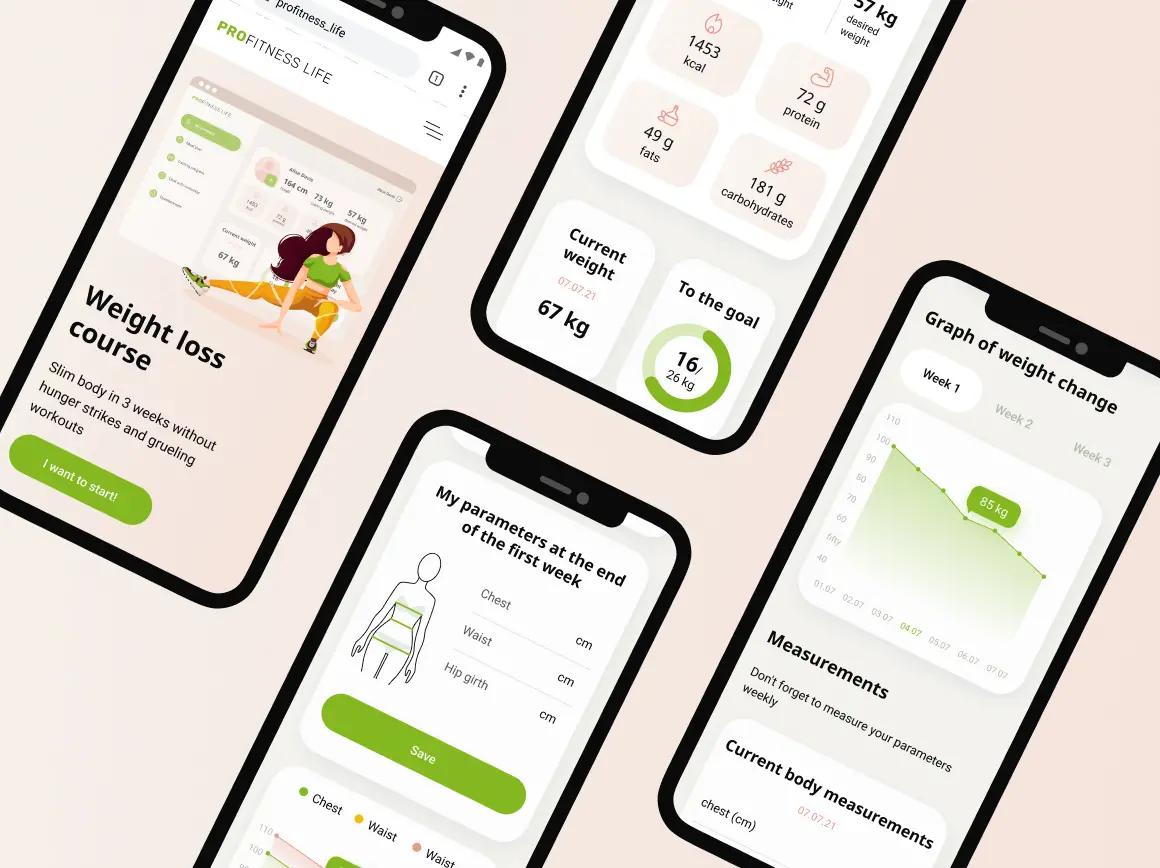 profitness_life
1
PROFITNESS LIFE
PROFITNESS LIFE
Meal plan
Alisa Davis
164 cm
73 kg
57 kg
1453
kcal
72 g
Current weight
67 kg
Weight loss
course
Slim body in 3 weeks without
hunger strikes and grueling
workouts
I want to start!
57 kg
desired
weight
1453
kcal
72 g
protein
49 g
fats
181 g
carbohydrates
Current
weight
07.07.21
67 kg
To the goal
16/
26 kg
My parameters at the end
of the first week
Chest
cm
Waist
cm
Hip girth
cm
Save
Chest
Waist
Waist
110
100
Graph of weight change
Week 1
Week 2
Week 3
110
100
90
80
70
60
fifty
40
85 kg
01.07
02.07
03.07
04.07
05.07
06.07
07.07
Measurements
Don't forget to measure your parameters
weekly
Current body measurements
07.07.21
chest (cm)